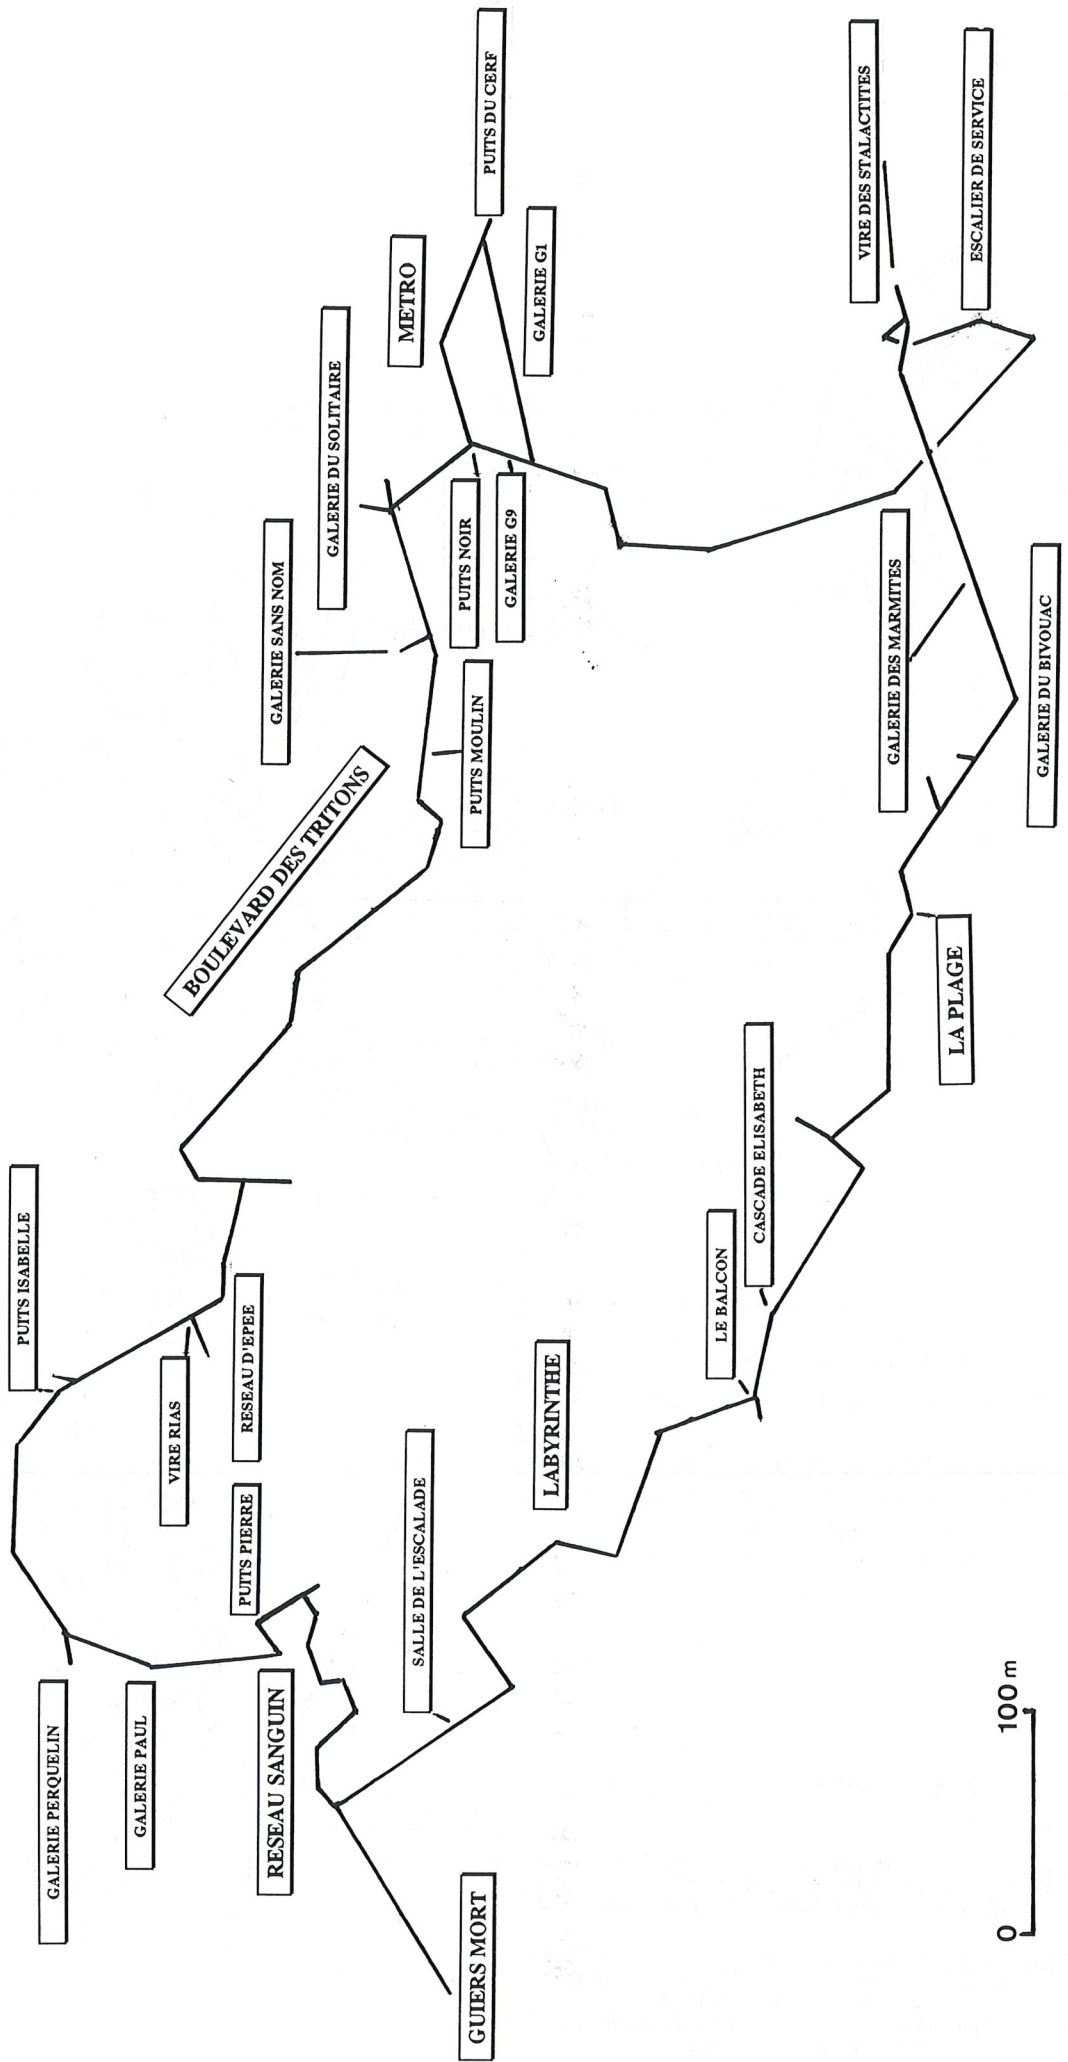 PUITS ISABELLE
GALERIE PERQUELIN
GALERIE PAUL
VIRE RIAS
RESEAU D'EPEE
PUITS PIERRE
RESEAU SANGUIN
BOULEVARD DES TRITONS
GALERIE SANS NOM
GALERIE DU SOLITAIRE
METRO
PUITS DU CERF
GALERIE G1
PUITS NOIR
GALERIE G9
PUITS MOULIN
SALLE DE L'ESCALADE
GUIERS MORT
LABYRINTHE
LE BALCON
CASCADE ELISABETH
LA PLAGE
GALERIE DES MARMITES
GALERIE DU BIVOUAC
VIRE DES STALACTITES
ESCALIER DE SERVICE
0 100 m